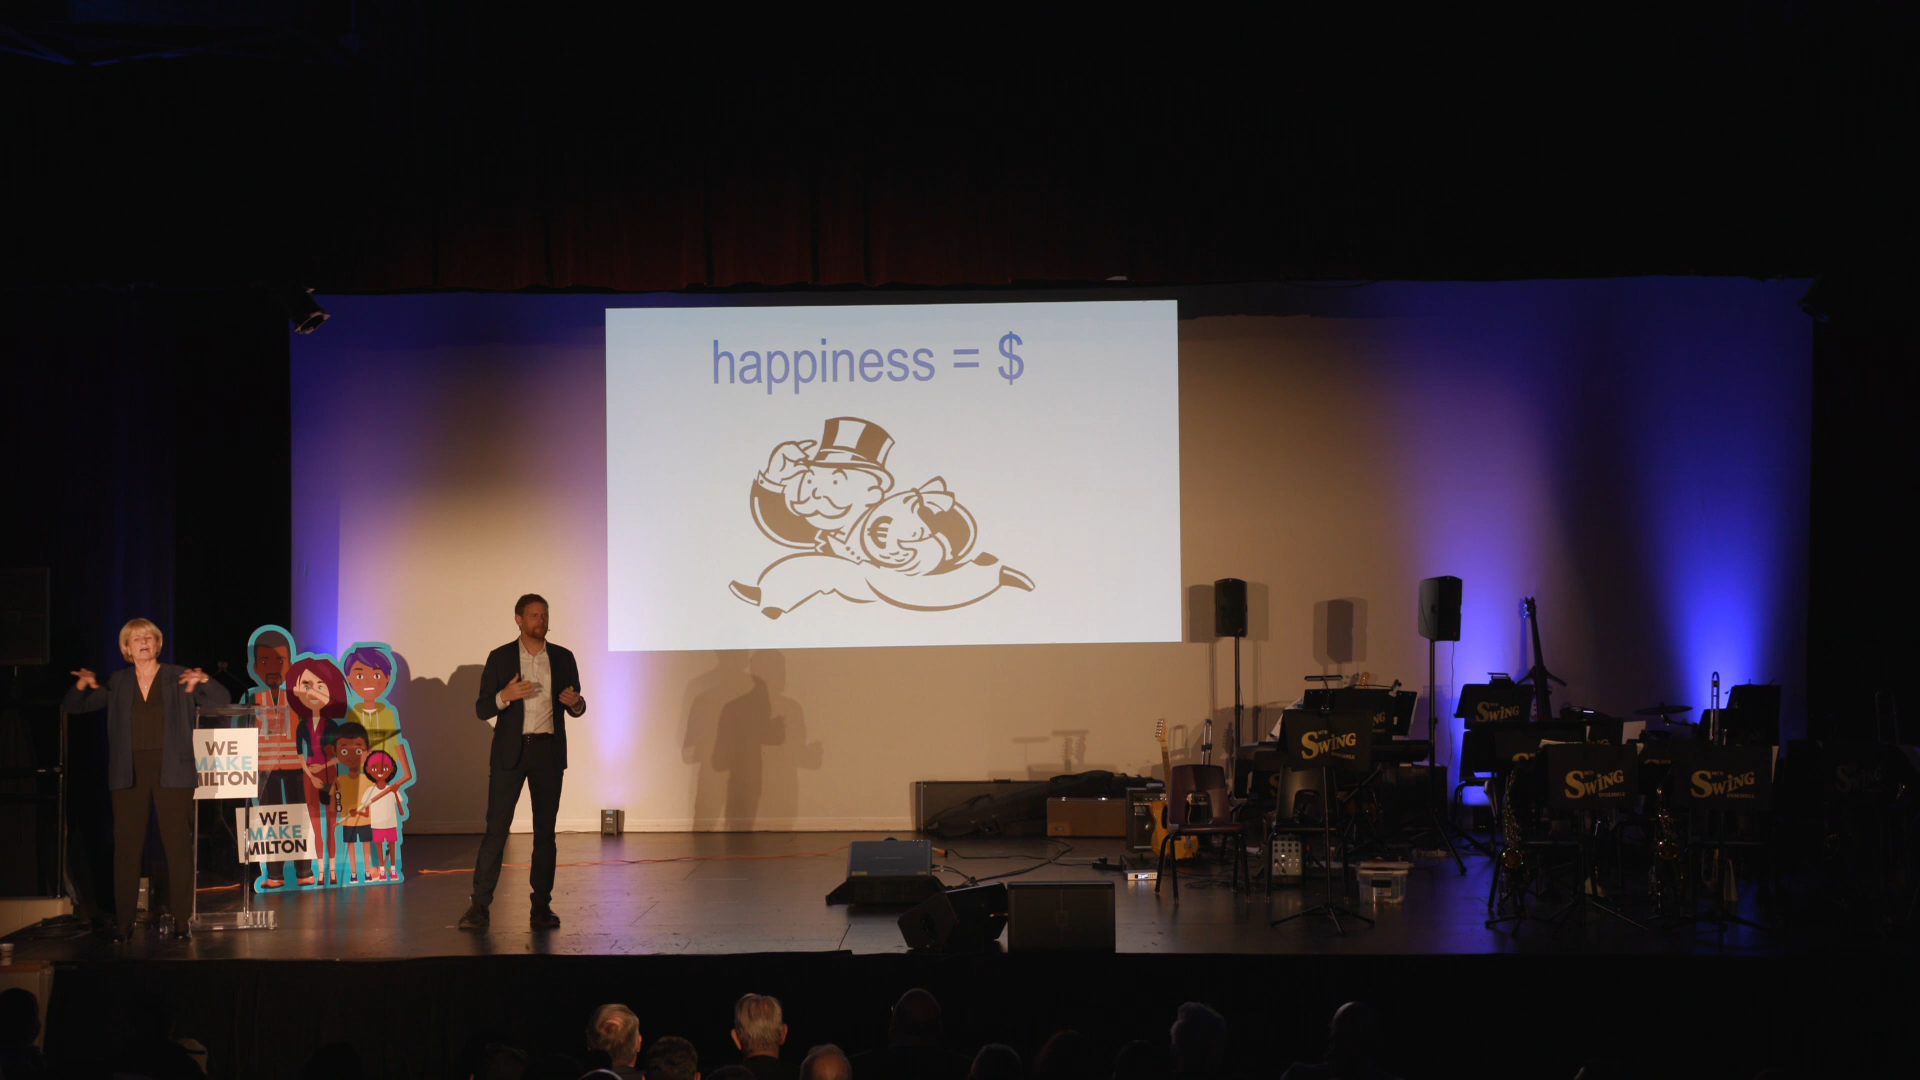 happiness = $
€
WE
MAKE
MILTON
WE
MAKE
MILTON
SWING
SWING
SWING
SWING